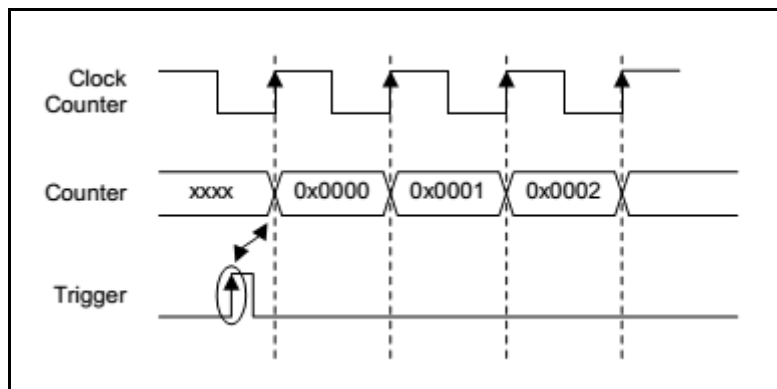 Clock
Counter
Counter
xxxx
0x0000
0x0001
0x0002
Trigger